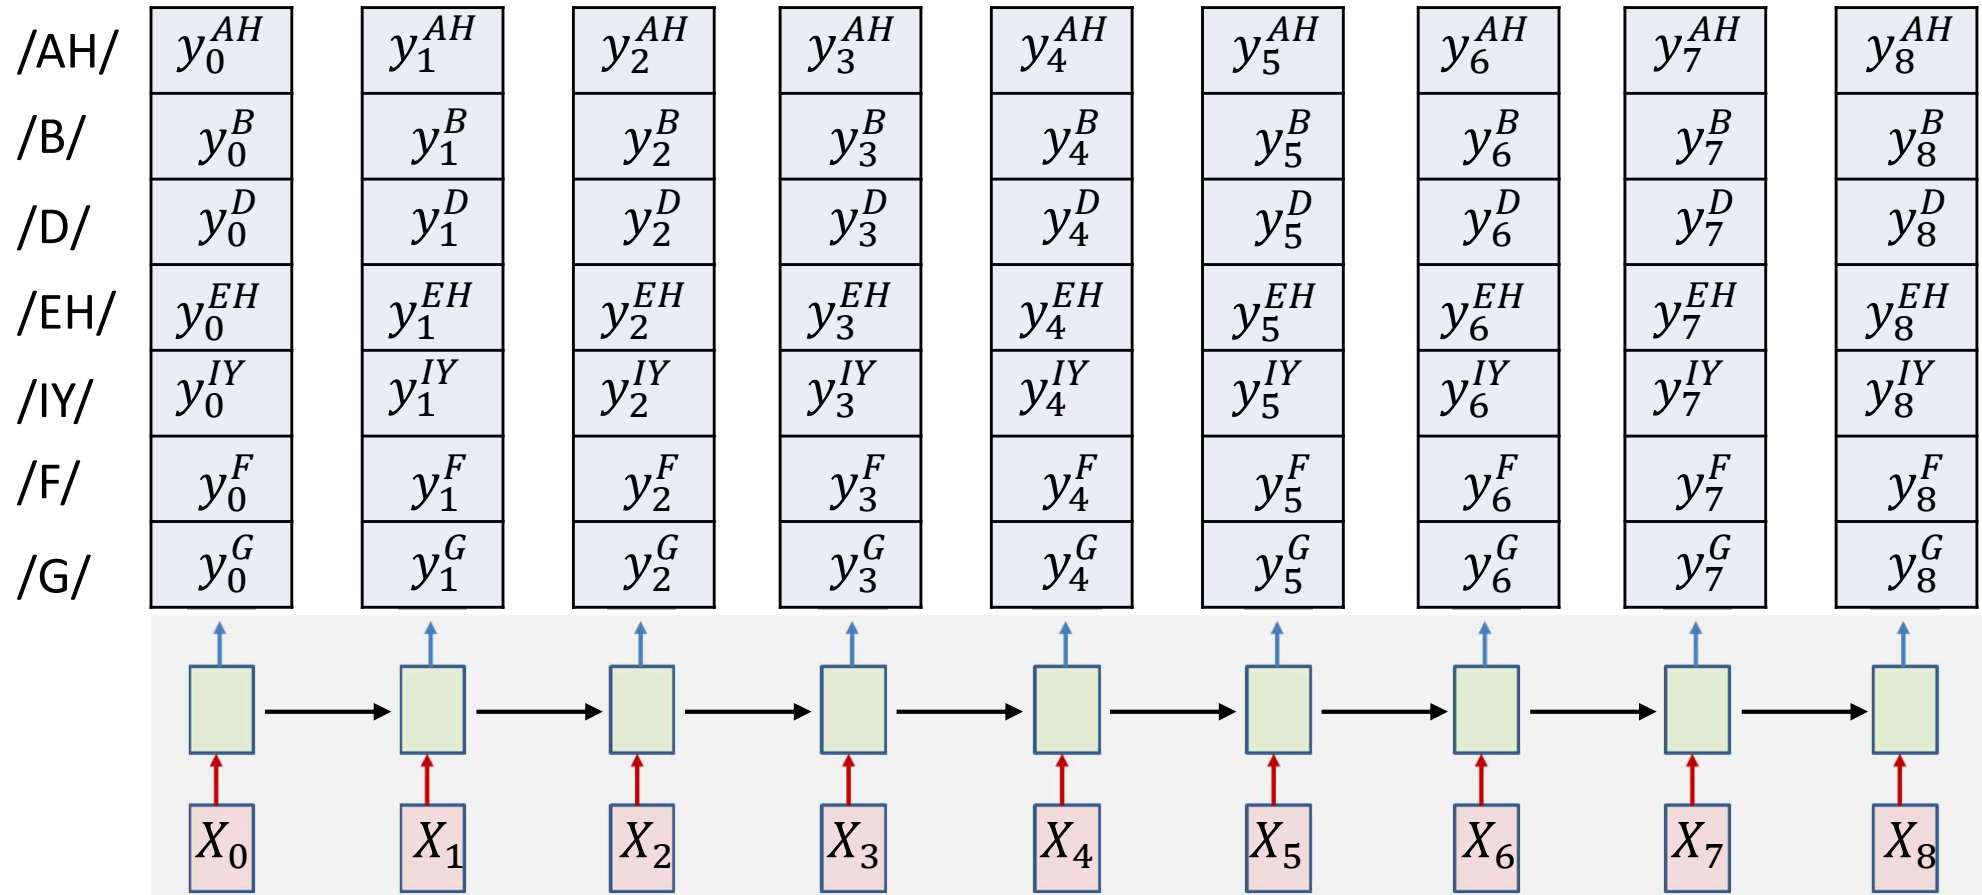 /AH/ y_0^{AH} y_1^{AH} y_2^{AH} y_3^{AH} y_4^{AH} y_5^{AH} y_6^{AH} y_7^{AH} y_8^{AH}
/B/ y_0^B y_1^B y_2^B y_3^B y_4^B y_5^B y_6^B y_7^B y_8^B
/D/ y_0^D y_1^D y_2^D y_3^D y_4^D y_5^D y_6^D y_7^D y_8^D
/EH/ y_0^{EH} y_1^{EH} y_2^{EH} y_3^{EH} y_4^{EH} y_5^{EH} y_6^{EH} y_7^{EH} y_8^{EH}
/IY/ y_0^{IY} y_1^{IY} y_2^{IY} y_3^{IY} y_4^{IY} y_5^{IY} y_6^{IY} y_7^{IY} y_8^{IY}
/F/ y_0^F y_1^F y_2^F y_3^F y_4^F y_5^F y_6^F y_7^F y_8^F
/G/ y_0^G y_1^G y_2^G y_3^G y_4^G y_5^G y_6^G y_7^G y_8^G
X_0 X_1 X_2 X_3 X_4 X_5 X_6 X_7 X_8